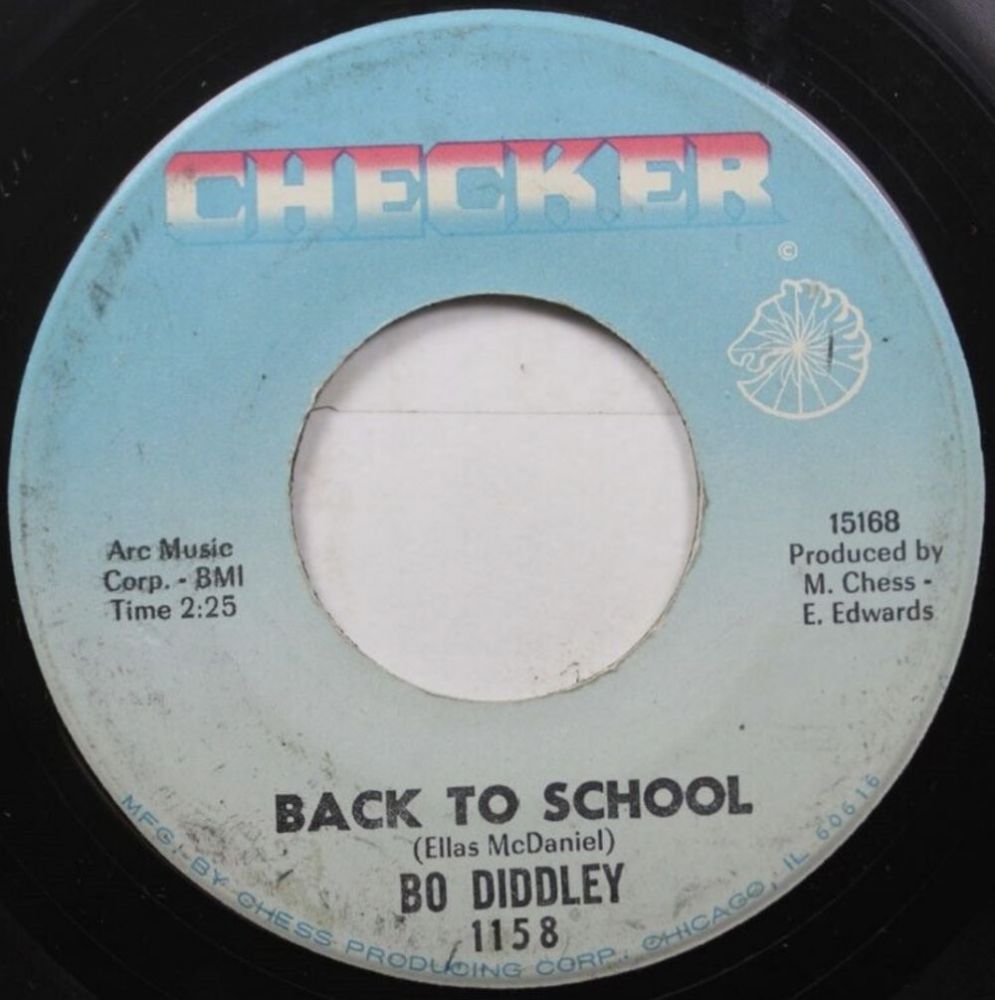 CHECKER
©
Arc Music
Corp. - BMI
Time 2:25
15168
Produced by
M. Chess -
E. Edwards
BACK TO SCHOOL
(Ellas McDaniel)
BO DIDDLEY
1158
MFG. BY CHESS PRODUCING CORP., CHICAGO, IL 60616